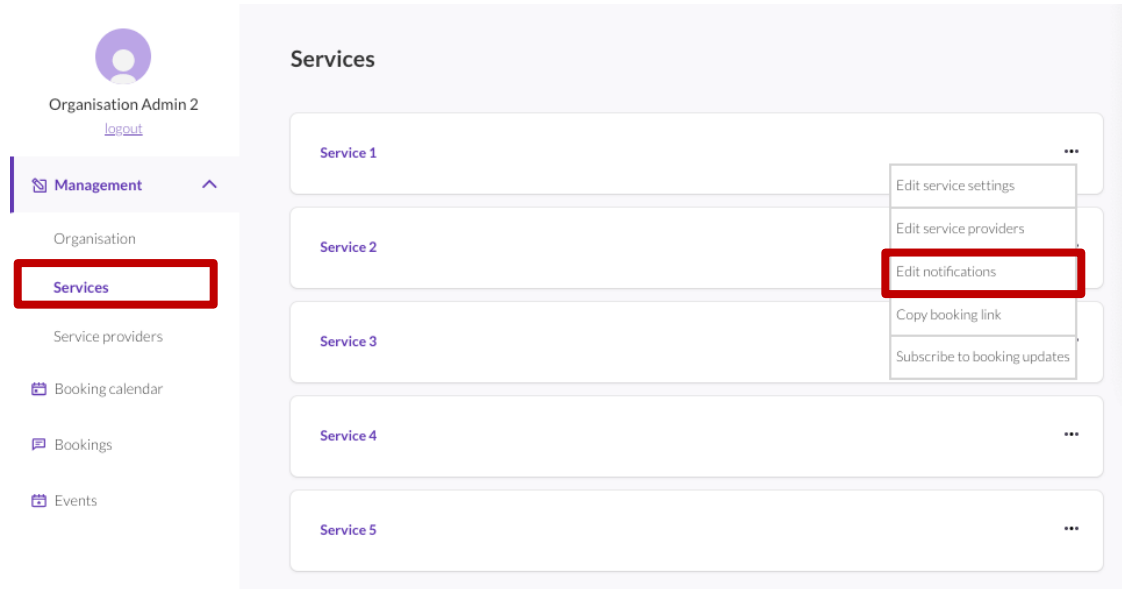 Organisation Admin 2
logout
Management
Organisation
Services
Service providers
Booking calendar
Bookings
Events
Services
Service 1
Edit service settings
Edit service providers
Edit notifications
Copy booking link
Subscribe to booking updates
Service 2
Service 3
Service 4
Service 5